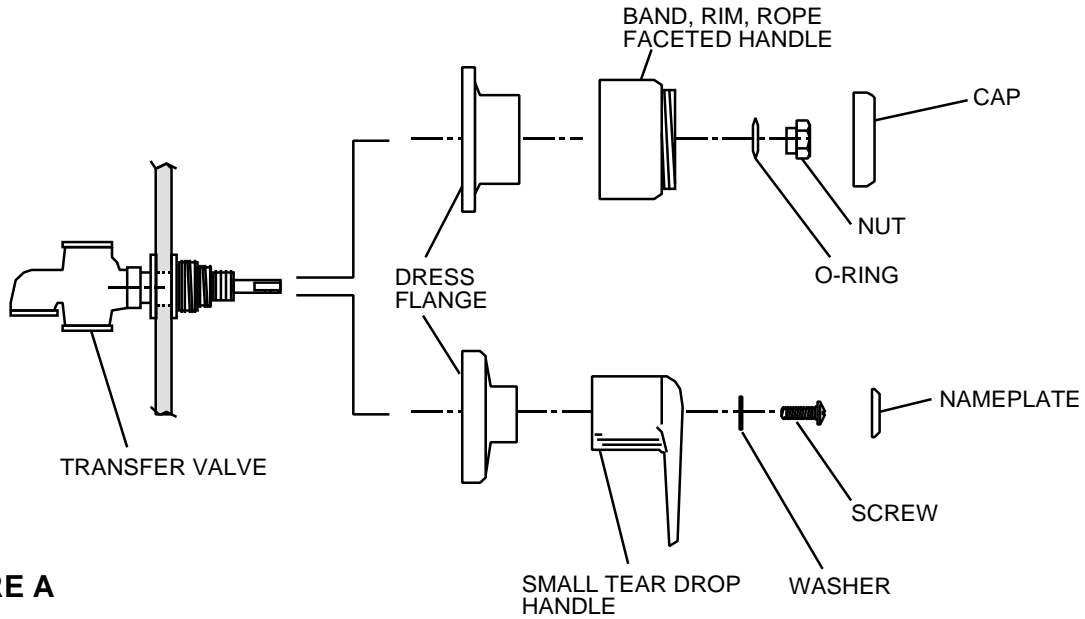 BAND, RIM, ROPE
FACETED HANDLE
CAP
NUT
O-RING
DRESS
FLANGE
NAMEPLATE
TRANSFER VALVE
SCREW
SMALL TEAR DROP
HANDLE
WASHER
RE A